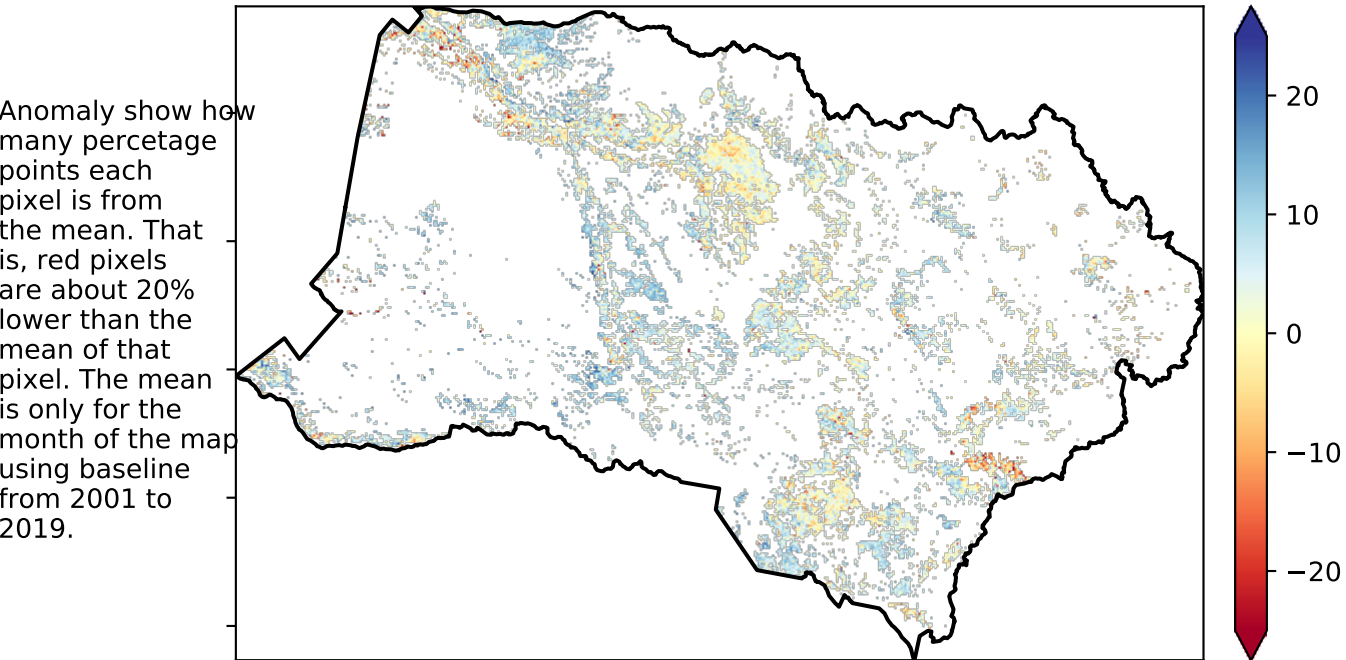 Anomaly show how
many percetage
points each
pixel is from
the mean. That
is, red pixels
are about 20%
lower than the
mean of that
pixel. The mean
is only for the
month of the map
using baseline
from 2001 to
2019.
20
10
0
−10
−20